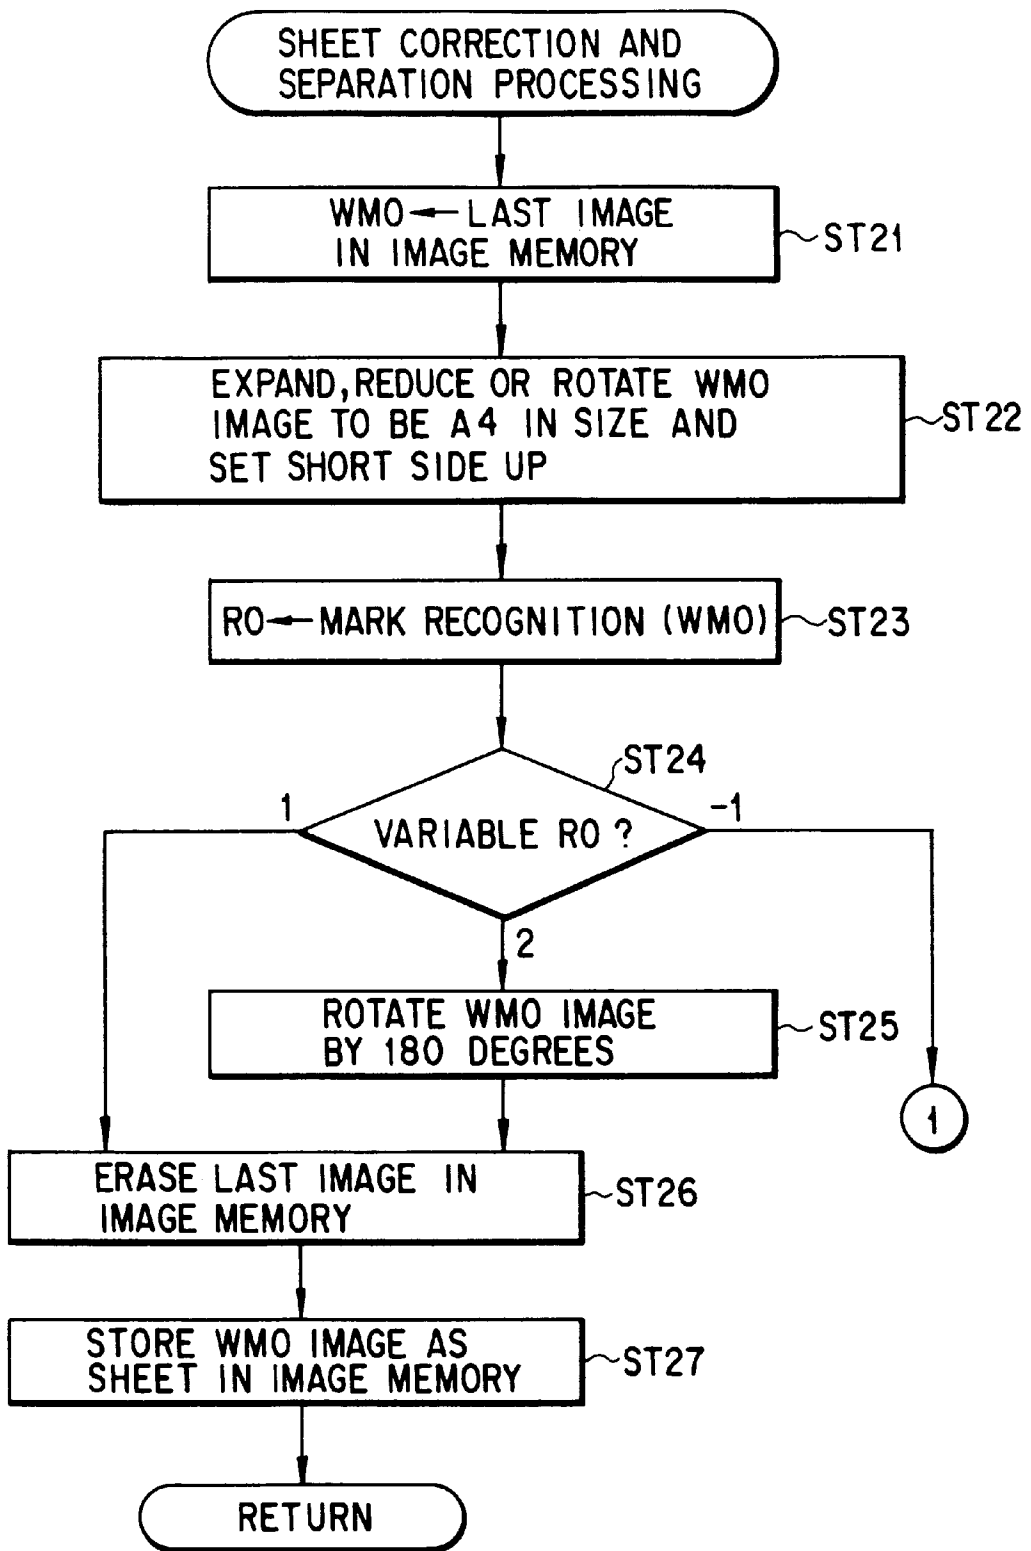 SHEET CORRECTION AND
SEPARATION PROCESSING
WMO ← LAST IMAGE
IN IMAGE MEMORY
ST21
EXPAND, REDUCE OR ROTATE WMO
IMAGE TO BE A4 IN SIZE AND
SET SHORT SIDE UP
ST22
RO ← MARK RECOGNITION (WMO)
ST23
ST24
1
VARIABLE RO ?
-1
2
ROTATE WMO IMAGE
BY 180 DEGREES
ST25
1
ERASE LAST IMAGE IN
IMAGE MEMORY
ST26
STORE WMO IMAGE AS
SHEET IN IMAGE MEMORY
ST27
RETURN